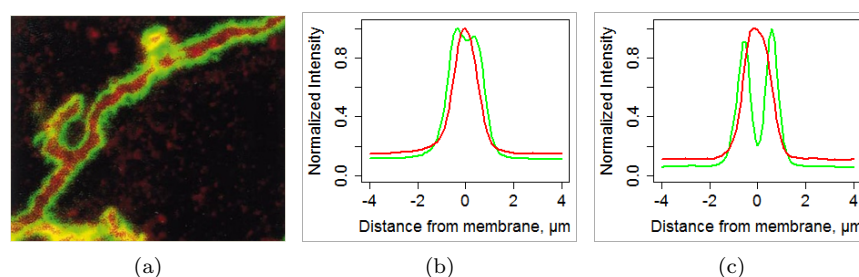 Normalized Intensity
0.0 0.4 0.8
-4 -2 0 2 4
Distance from membrane, µm
Normalized Intensity
0.0 0.4 0.8
-4 -2 0 2 4
Distance from membrane, µm
(a) (b) (c)